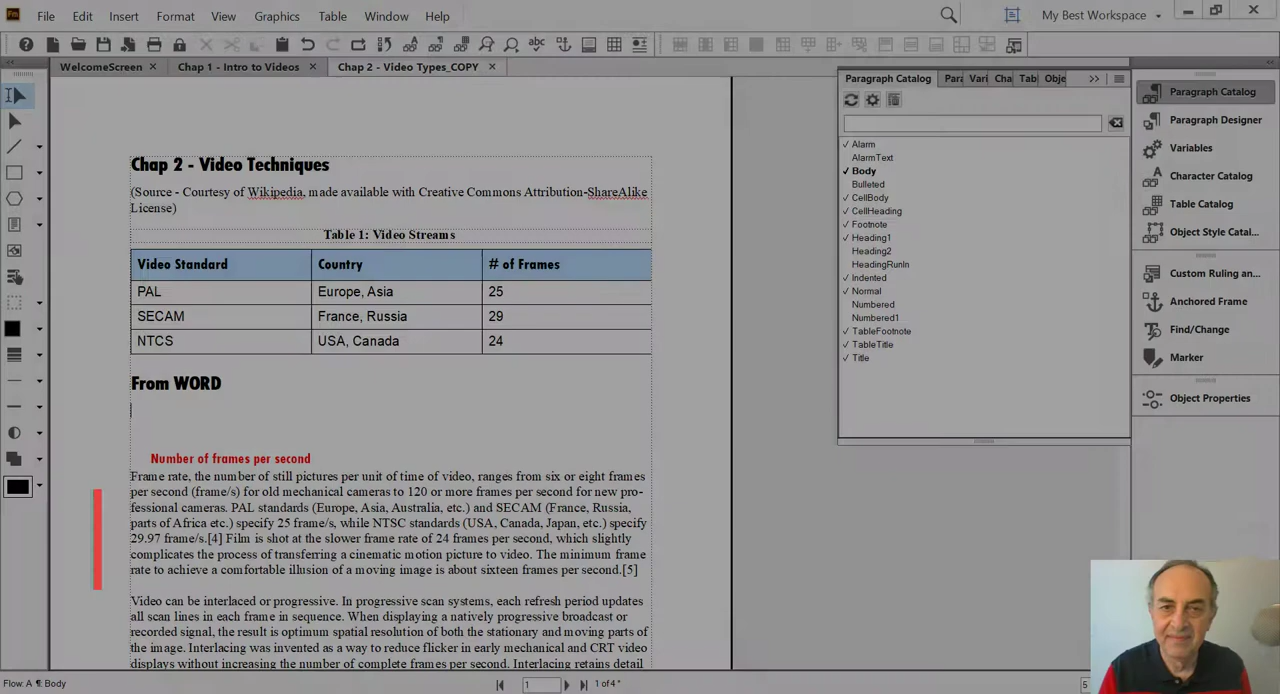 Fm File Edit Insert Format View Graphics Table Window Help My Best Workspace
WelcomeScreen × Chap 1 - Intro to Videos × Chap 2 - Video Types_COPY ×
Chap 2 - Video Techniques
(Source - Courtesy of Wikipedia, made available with Creative Commons Attribution-ShareAlike
License)
Table 1: Video Streams
Video Standard Country # of Frames
PAL Europe, Asia 25
SECAM France, Russia 29
NTCS USA, Canada 24
From WORD
Number of frames per second
Frame rate, the number of still pictures per unit of time of video, ranges from six or eight frames
per second (frame/s) for old mechanical cameras to 120 or more frames per second for new pro-
fessional cameras. PAL standards (Europe, Asia, Australia, etc.) and SECAM (France, Russia,
parts of Africa etc.) specify 25 frame/s, while NTSC standards (USA, Canada, Japan, etc.) specify
29.97 frame/s.[4] Film is shot at the slower frame rate of 24 frames per second, which slightly
complicates the process of transferring a cinematic motion picture to video. The minimum frame
rate to achieve a comfortable illusion of a moving image is about sixteen frames per second.[5]
Video can be interlaced or progressive. In progressive scan systems, each refresh period updates
all scan lines in each frame in sequence. When displaying a natively progressive broadcast or
recorded signal, the result is optimum spatial resolution of both the stationary and moving parts of
the image. Interlacing was invented as a way to reduce flicker in early mechanical and CRT video
displays without increasing the number of complete frames per second. Interlacing retains detail
Paragraph Catalog Para Vari Cha Tab Obje >>
Alarm
AlarmText
Body
Bulleted
CellBody
CellHeading
Footnote
Heading1
Heading2
HeadingRunIn
Indented
Normal
Numbered
Numbered1
TableFootnote
TableTitle
Title
Paragraph Catalog
Paragraph Designer
Variables
Character Catalog
Table Catalog
Object Style Catal...
Custom Ruling an...
Anchored Frame
Find/Change
Marker
Object Properties
Flow: A ¶: Body 1 1 of 4 * 5